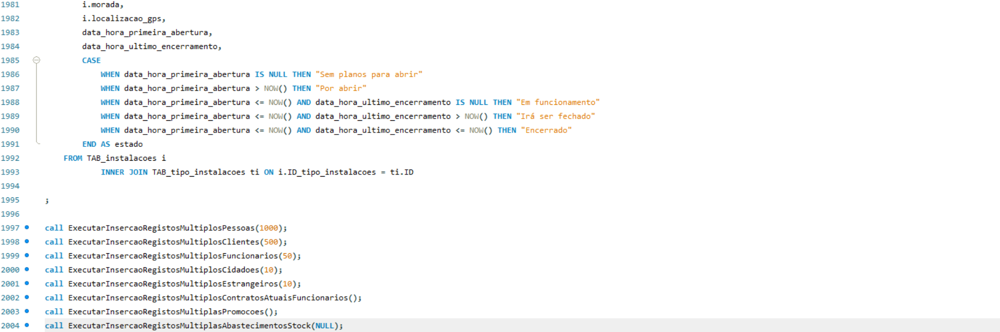 1981 i.morada,
1982 i.localizacao_gps,
1983 data_hora_primeira_abertura,
1984 data_hora_ultimo_encerramento,
1985 CASE
1986 WHEN data_hora_primeira_abertura IS NULL THEN "Sem planos para abrir"
1987 WHEN data_hora_primeira_abertura > NOW() THEN "Por abrir"
1988 WHEN data_hora_primeira_abertura <= NOW() AND data_hora_ultimo_encerramento IS NULL THEN "Em funcionamento"
1989 WHEN data_hora_primeira_abertura <= NOW() AND data_hora_ultimo_encerramento > NOW() THEN "Irá ser fechado"
1990 WHEN data_hora_primeira_abertura <= NOW() AND data_hora_ultimo_encerramento <= NOW() THEN "Encerrado"
1991 END AS estado
1992 FROM TAB_instalacoes i
1993 INNER JOIN TAB_tipo_instalacoes ti ON i.ID_tipo_instalacoes = ti.ID
1994
1995 ;
1996
1997 call ExecutarInsercaoRegistosMultiplosPessoas(1000);
1998 call ExecutarInsercaoRegistosMultiplosClientes(500);
1999 call ExecutarInsercaoRegistosMultiplosFuncionarios(50);
2000 call ExecutarInsercaoRegistosMultiplosCidadoes(10);
2001 call ExecutarInsercaoRegistosMultiplosEstrangeiros(10);
2002 call ExecutarInsercaoRegistosMultiplosContratosAtuaisFuncionarios();
2003 call ExecutarInsercaoRegistosMultiplasPromocoes();
2004 call ExecutarInsercaoRegistosMultiplasAbastecimentosStock(NULL);